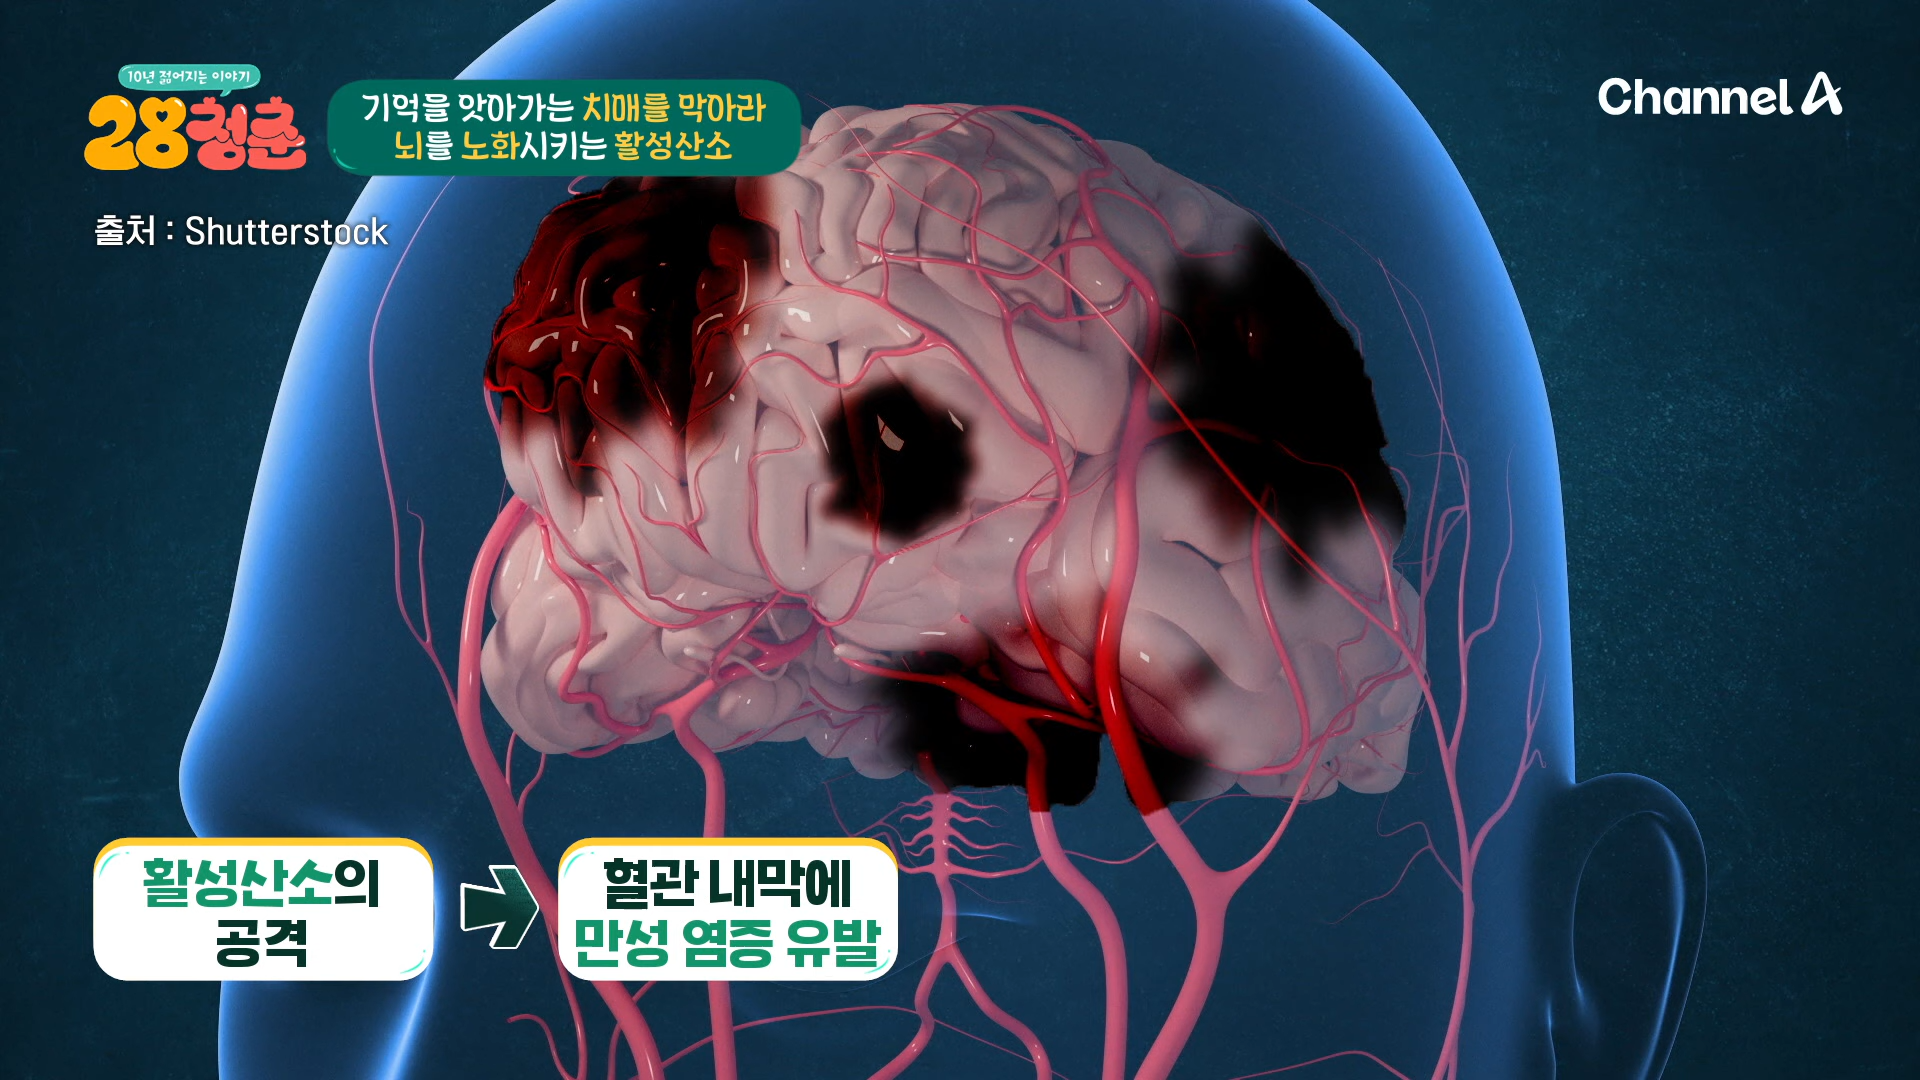 10년 젊어지는 이야기
28청춘
기억을 앗아가는 치매를 막아라
뇌를 노화시키는 활성산소
Channel A
출처 : Shutterstock
활성산소의
공격
혈관 내막에
만성 염증 유발